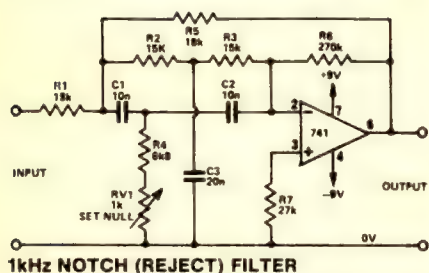 R5
18k
R2
15K
R3
15k
R6
270k
+9V
R1
18k
C1
10n
C2
10n
2
7
6
741
3
4
R4
6k8
C3
20n
INPUT
RV1
1k
SET NULL
R7
27k
-9V
OUTPUT
0V
1kHz NOTCH (REJECT) FILTER